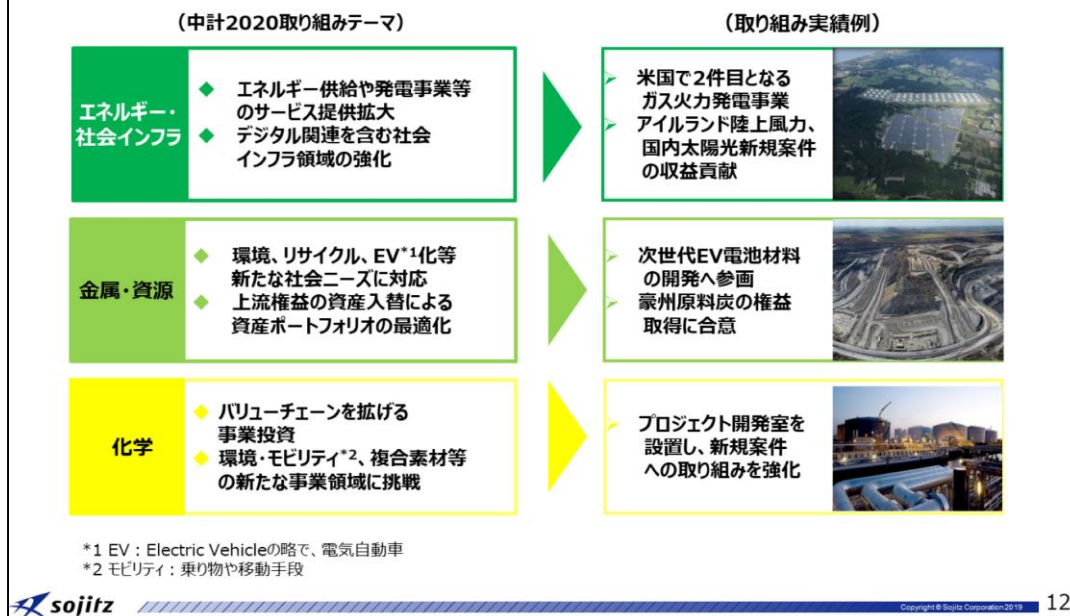 （中計2020取り組みテーマ）
（取り組み実績例）
エネルギー・
社会インフラ
◆ エネルギー供給や発電事業等
のサービス提供拡大
◆ デジタル関連を含む社会
インフラ領域の強化
➢ 米国で2件目となる
ガス火力発電事業
➢ アイルランド陸上風力、
国内太陽光新規案件
の収益貢献
金属・資源
◆ 環境、リサイクル、EV*1化等
新たな社会ニーズに対応
◆ 上流権益の資産入替による
資産ポートフォリオの最適化
➢ 次世代EV電池材料
の開発へ参画
➢ 豪州原料炭の権益
取得に合意
化学
◆ バリューチェーンを拡げる
事業投資
◆ 環境・モビリティ*2、複合素材等
の新たな事業領域に挑戦
➢ プロジェクト開発室を
設置し、新規案件
への取り組みを強化
*1 EV：Electric Vehicleの略で、電気自動車
*2 モビリティ：乗り物や移動手段
sojitz
Copyright © Sojitz Corporation 2019
12